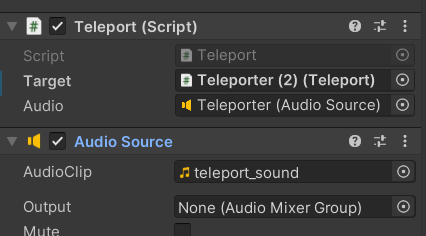 Teleport (Script)
Script Teleport
Target Teleporter (2) (Teleport)
Audio Teleporter (Audio Source)
Audio Source
AudioClip teleport_sound
Output None (Audio Mixer Group)
Mute